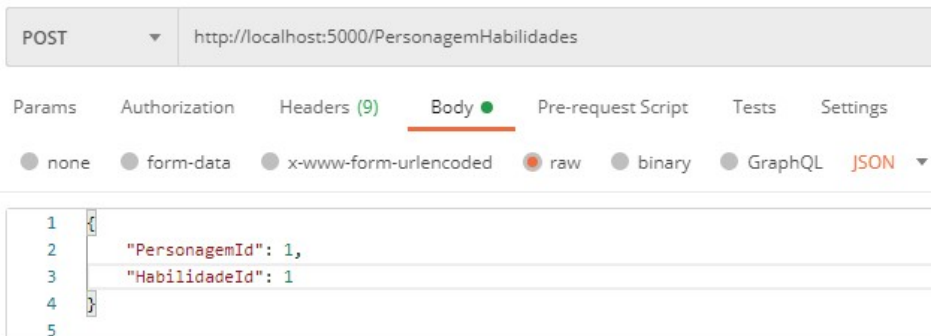 POST http://localhost:5000/PersonagemHabilidades
Params Authorization Headers (9) Body Pre-request Script Tests Settings
none form-data x-www-form-urlencoded raw binary GraphQL JSON
1 {
2 "PersonagemId": 1,
3 "HabilidadeId": 1
4 }
5